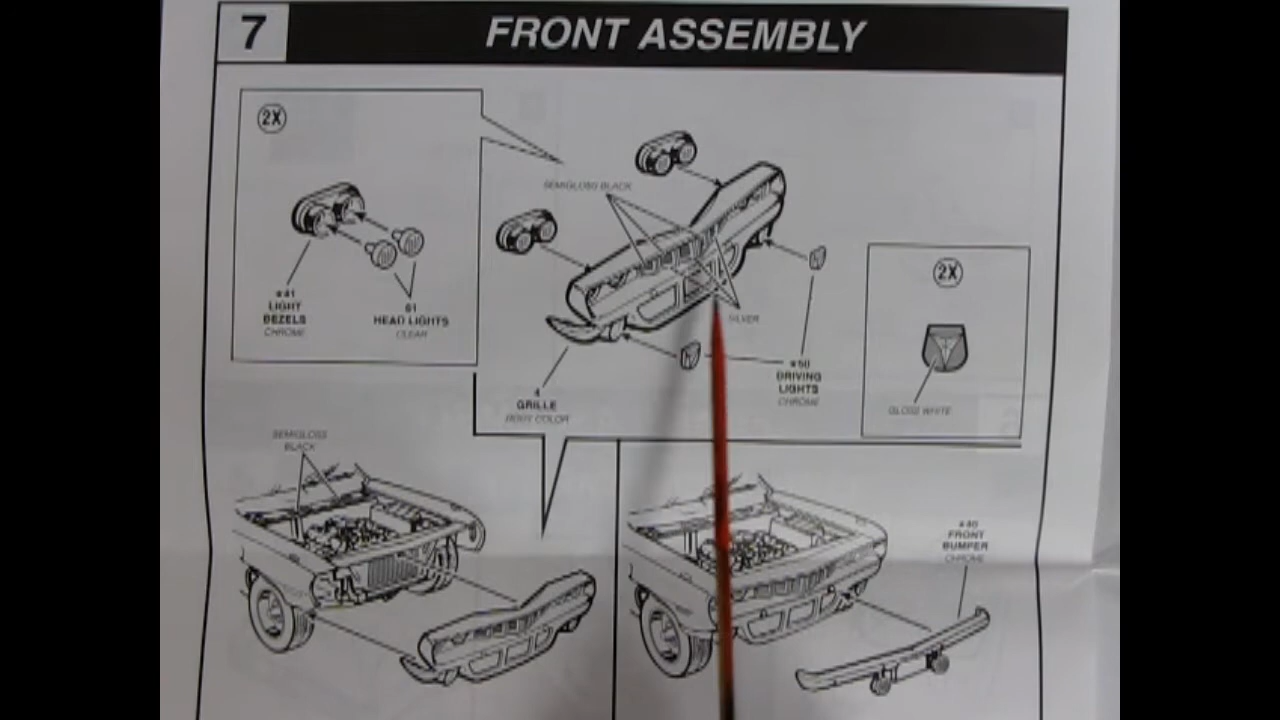 7
FRONT ASSEMBLY
2X
SEMIGLOSS BLACK
*41
LIGHT
BEZELS
CHROME
61
HEAD LIGHTS
CLEAR
SILVER
2X
4
GRILLE
BODY COLOR
*50
DRIVING
LIGHTS
CHROME
GLOSS WHITE
SEMIGLOSS
BLACK
*40
FRONT
BUMPER
CHROME